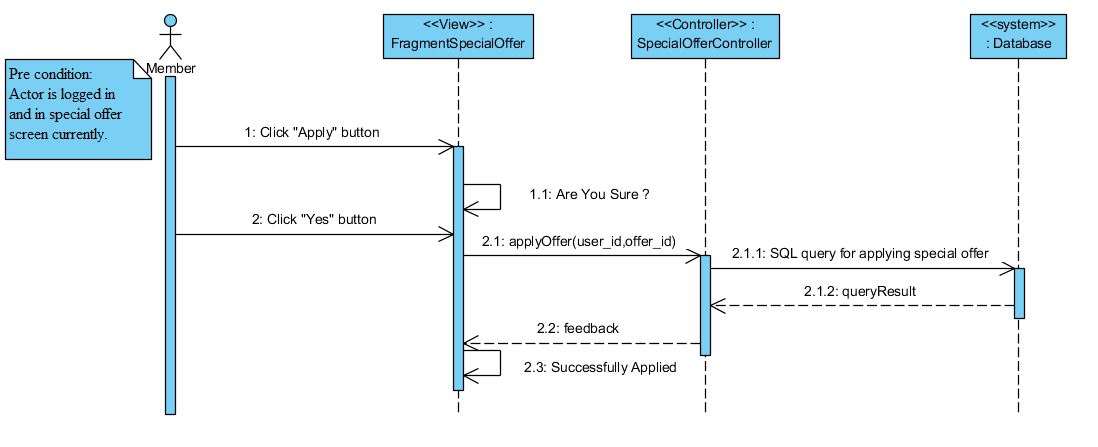 <<View>> :
FragmentSpecialOffer
<<Controller>> :
SpecialOfferController
<<system>>
: Database
Member
Pre condition:
Actor is logged in
and in special offer
screen currently.
1: Click "Apply" button
1.1: Are You Sure ?
2: Click "Yes" button
2.1: applyOffer(user_id,offer_id)
2.1.1: SQL query for applying special offer
2.1.2: queryResult
2.2: feedback
2.3: Successfully Applied